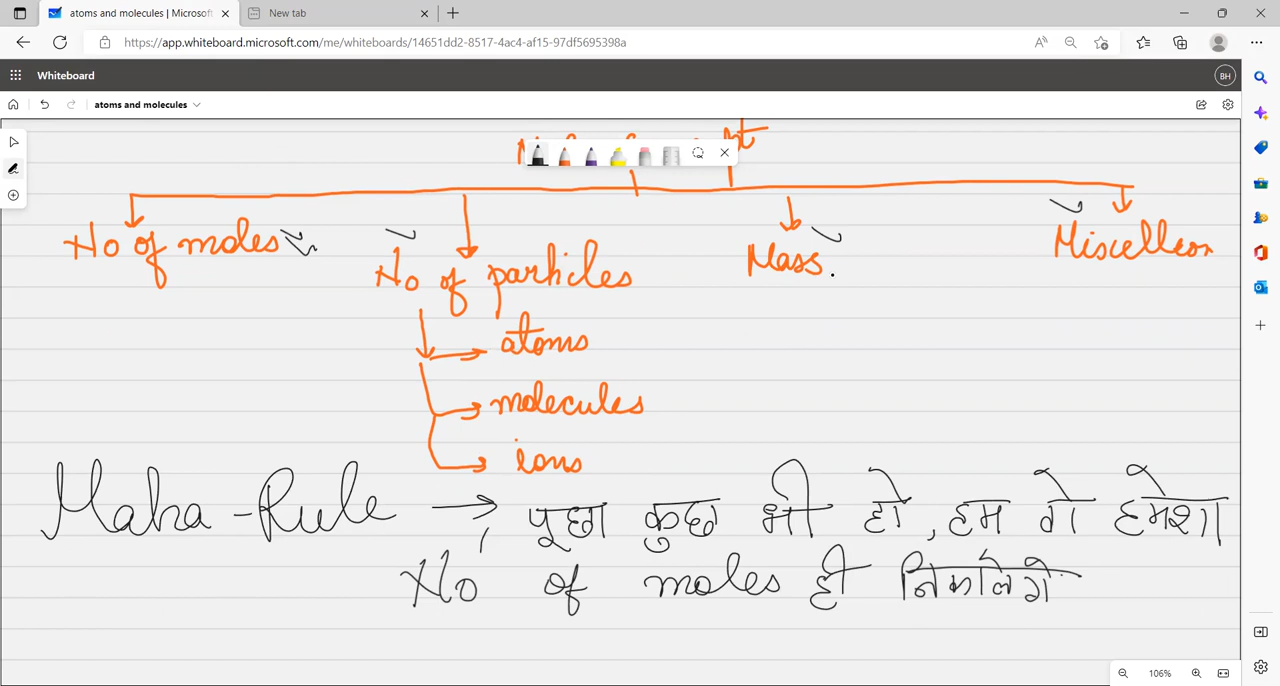 atoms and molecules | Microsof
New tab
https://app.whiteboard.microsoft.com/me/whiteboards/14651dd2-8517-4ac4-af15-97df5695398a
Whiteboard
BH
atoms and molecules
No of moles
No of particles
Mass
Miscellean
atoms
molecules
ions
Maha-Rule → पूछा कुछ भी हो, हम हमेशा
No of moles ही निकालेंगे
106%